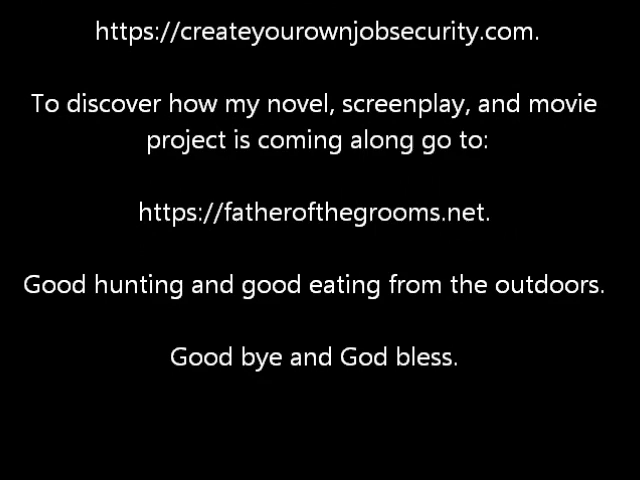 https://createyourownjobsecurity.com.
To discover how my novel, screenplay, and movie
project is coming along go to:
https://fatherofthegrooms.net.
Good hunting and good eating from the outdoors.
Good bye and God bless.